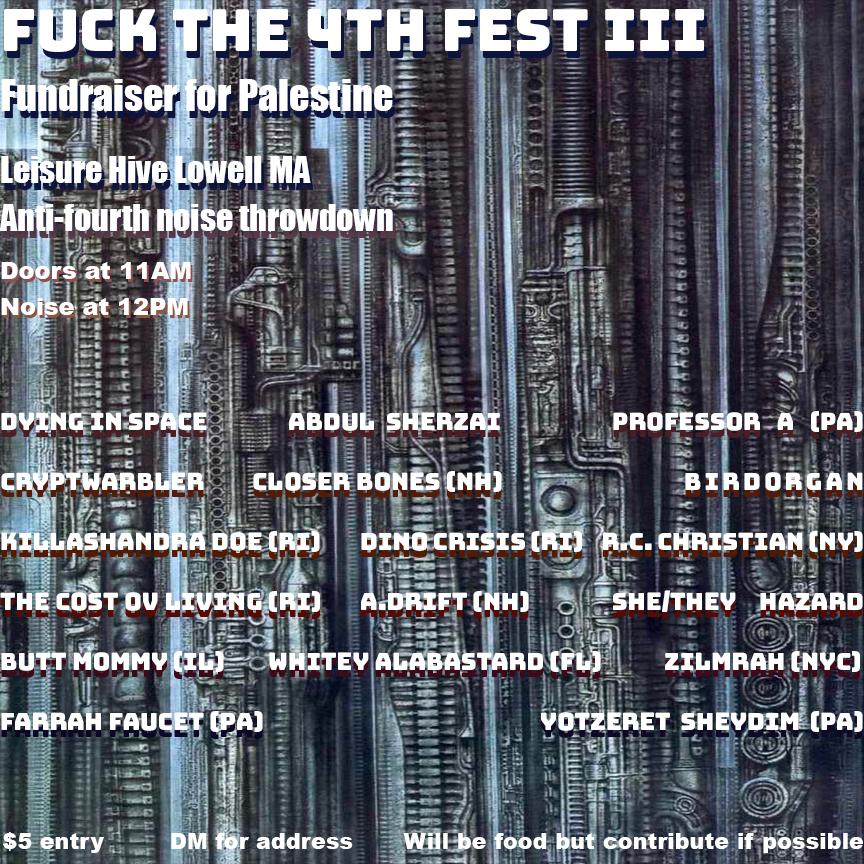 FUCK THE 4TH FEST III
Fundraiser for Palestine
Leisure Hive Lowell MA
Anti-fourth noise throwdown
Doors at 11AM
Noise at 12PM
DYING IN SPACE ABDUL SHERZAI PROFESSOR A (PA)
CRYPTWARBLER CLOSER BONES (NH) BIRDORGAN
KILLASHANDRA DOE (RI) DINO CRISIS (RI) R.C. CHRISTIAN (NY)
THE COST OV LIVING (RI) A.DRIFT (NH) SHE/THEY HAZARD
BUTT MOMMY (IL) WHITEY ALABASTARD (FL) ZILMRAH (NYC)
FARRAH FAUCET (PA) YOTZERET SHEYDIM (PA)
$5 entry DM for address Will be food but contribute if possible